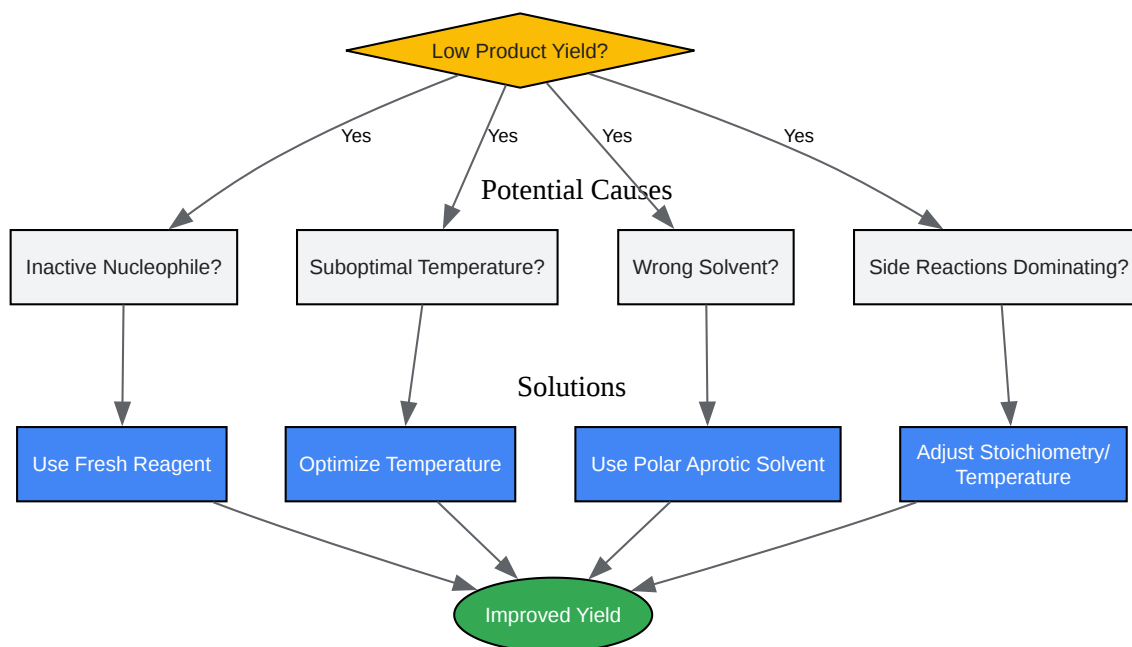 Low Product Yield?
Yes
Yes
Yes
Yes
Potential Causes
Inactive Nucleophile?
Suboptimal Temperature?
Wrong Solvent?
Side Reactions Dominating?
Solutions
Use Fresh Reagent
Optimize Temperature
Use Polar Aprotic Solvent
Adjust Stoichiometry/
Temperature
Improved Yield